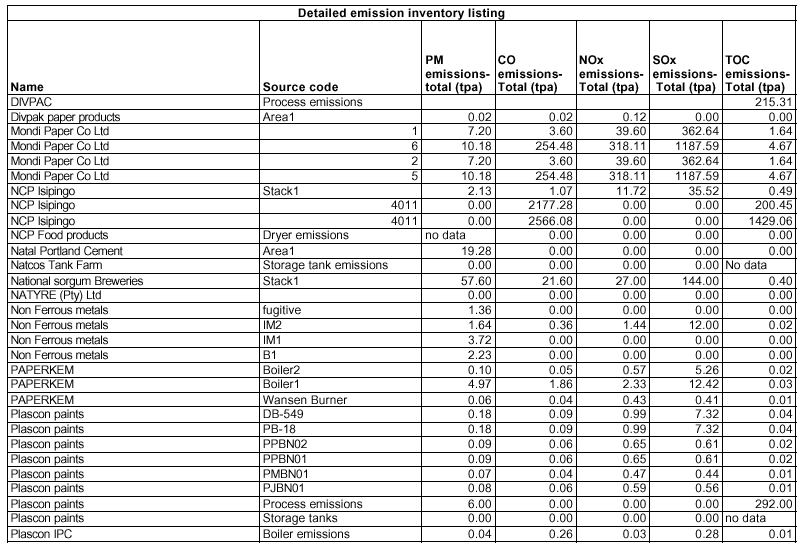 Detailed emission inventory listing
Name Source code PM emissions-total (tpa) CO emissions-Total (tpa) NOx emissions-Total (tpa) SOx emissions-Total (tpa) TOC emissions-Total (tpa)
DIVPAC Process emissions 215.31
Divpak paper products Area1 0.02 0.02 0.12 0.00 0.00
Mondi Paper Co Ltd 1 7.20 3.60 39.60 362.64 1.64
Mondi Paper Co Ltd 6 10.18 254.48 318.11 1187.59 4.67
Mondi Paper Co Ltd 2 7.20 3.60 39.60 362.64 1.64
Mondi Paper Co Ltd 5 10.18 254.48 318.11 1187.59 4.67
NCP Isipingo Stack1 2.13 1.07 11.72 35.52 0.49
NCP Isipingo 4011 0.00 2177.28 0.00 0.00 200.45
NCP Isipingo 4011 0.00 2566.08 0.00 0.00 1429.06
NCP Food products Dryer emissions no data 0.00 0.00 0.00 0.00
Natal Portland Cement Area1 19.28 0.00 0.00 0.00 0.00
Natcos Tank Farm Storage tank emissions 0.00 0.00 0.00 0.00 No data
National sorgum Breweries Stack1 57.60 21.60 27.00 144.00 0.40
NATYRE (Pty) Ltd 0.00 0.00 0.00 0.00 0.00
Non Ferrous metals fugitive 1.36 0.00 0.00 0.00 0.00
Non Ferrous metals IM2 1.64 0.36 1.44 12.00 0.02
Non Ferrous metals IM1 3.72 0.00 0.00 0.00 0.00
Non Ferrous metals B1 2.23 0.00 0.00 0.00 0.00
PAPERKEM Boiler2 0.10 0.05 0.57 5.26 0.02
PAPERKEM Boiler1 4.97 1.86 2.33 12.42 0.03
PAPERKEM Wansen Burner 0.06 0.04 0.43 0.41 0.01
Plascon paints DB-549 0.18 0.09 0.99 7.32 0.04
Plascon paints PB-18 0.18 0.09 0.99 7.32 0.04
Plascon paints PPBN02 0.09 0.06 0.65 0.61 0.02
Plascon paints PPBN01 0.09 0.06 0.65 0.61 0.02
Plascon paints PMBN01 0.07 0.04 0.47 0.44 0.01
Plascon paints PJBN01 0.08 0.06 0.59 0.56 0.01
Plascon paints Process emissions 6.00 0.00 0.00 0.00 292.00
Plascon paints Storage tanks 0.00 0.00 0.00 0.00 no data
Plascon IPC Boiler emissions 0.04 0.26 0.03 0.28 0.01